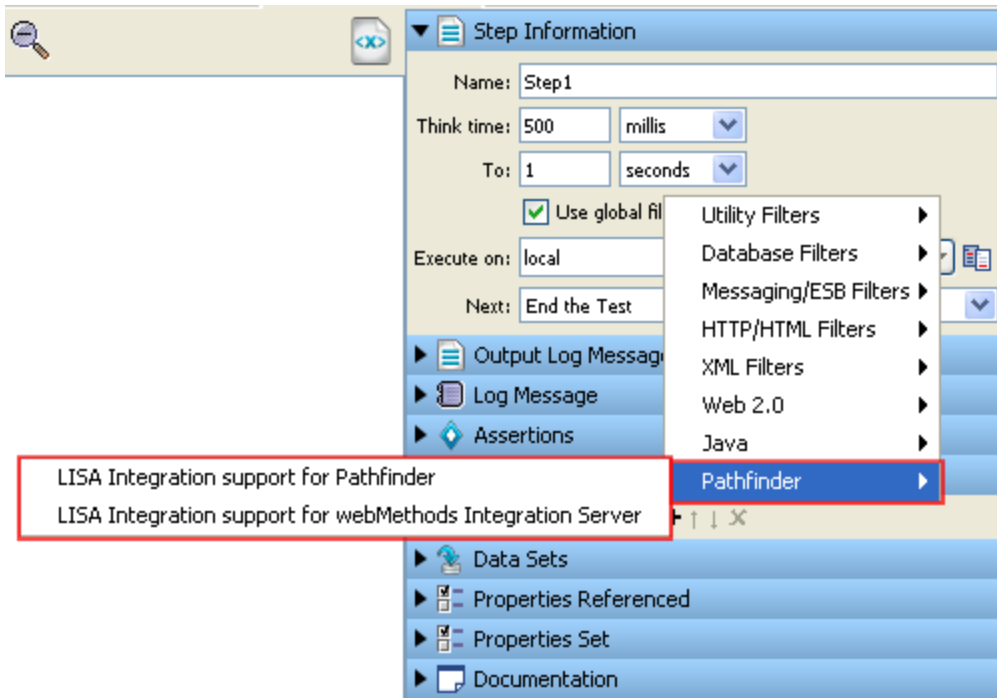 <X>
Step Information
Name: Step1
Think time: 500 millis
To: 1 seconds
Use global fil
Execute on: local
Next: End the Test
Output Log Message
Log Message
Assertions
Utility Filters
Database Filters
Messaging/ESB Filters
HTTP/HTML Filters
XML Filters
Web 2.0
Java
Pathfinder
LISA Integration support for Pathfinder
LISA Integration support for webMethods Integration Server
Data Sets
Properties Referenced
Properties Set
Documentation